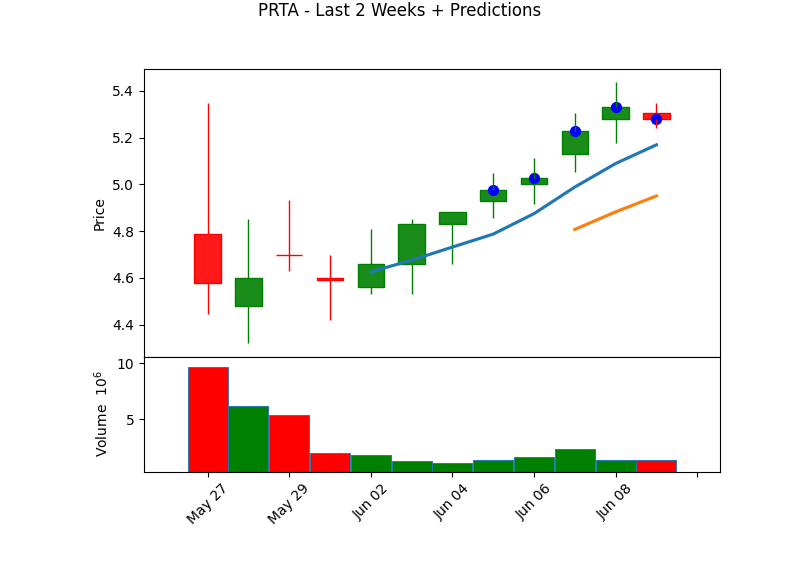 PRTA - Last 2 Weeks + Predictions
5.4
5.2
5.0
4.8
4.6
4.4
Price
10
5
Volume 10^6
May 27
May 29
Jun 02
Jun 04
Jun 06
Jun 08